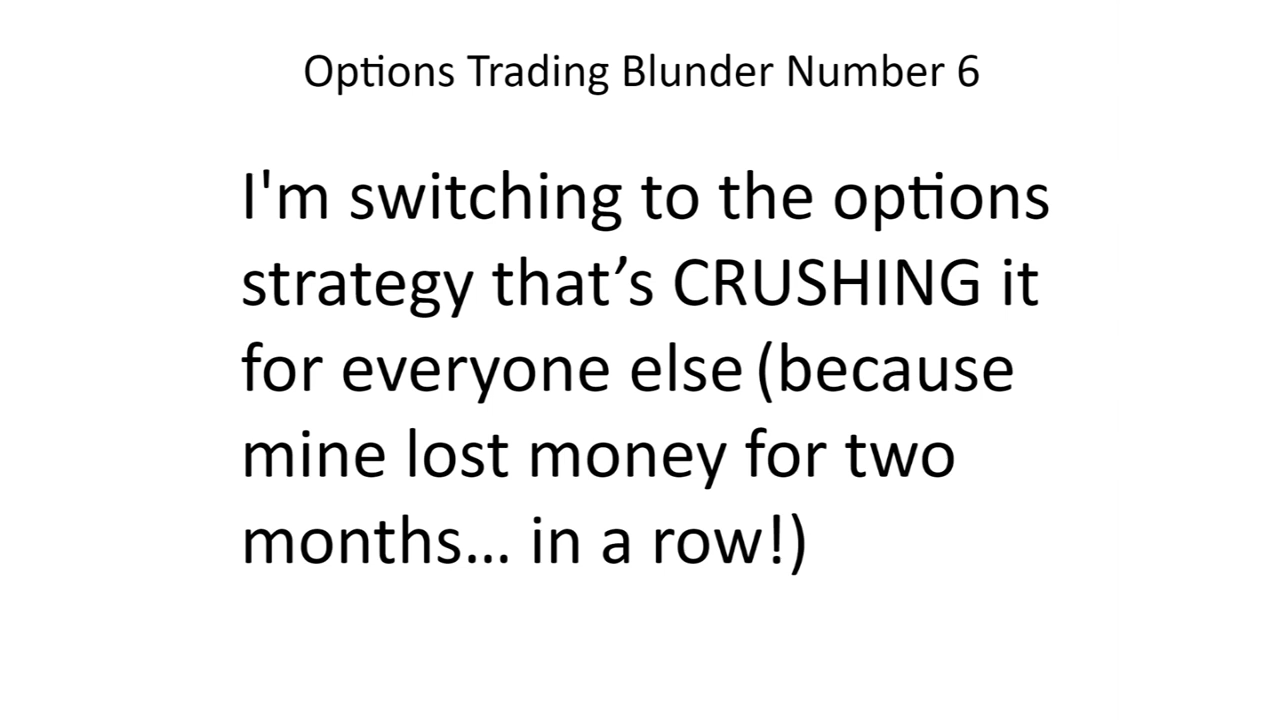 Options Trading Blunder Number 6
I'm switching to the options
strategy that’s CRUSHING it
for everyone else (because
mine lost money for two
months... in a row!)